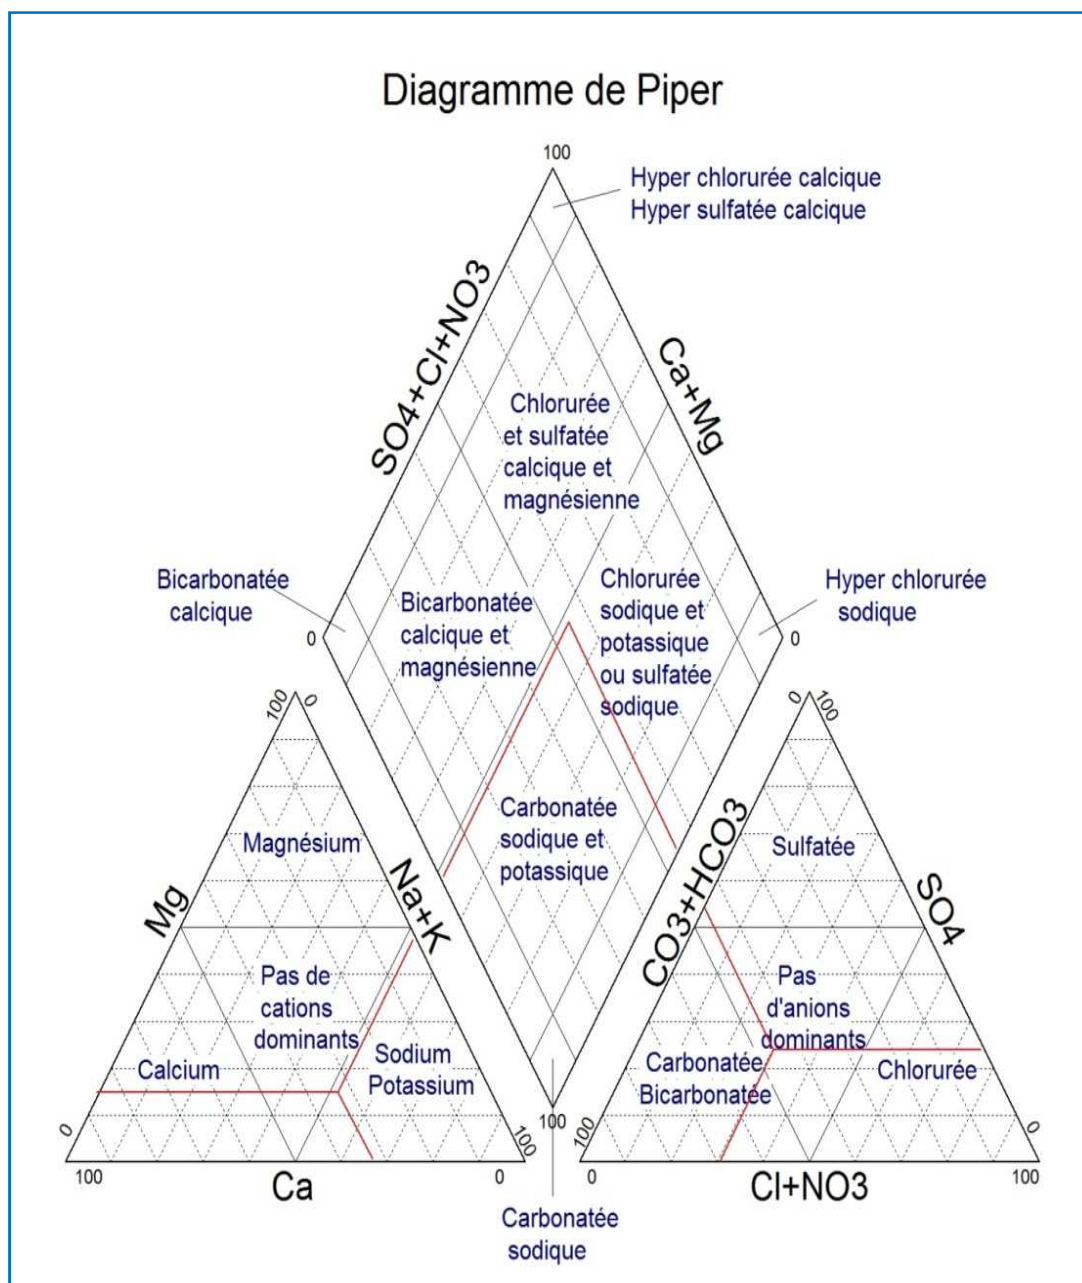 Diagramme de Piper
100
Hyper chlorurée calcique
Hyper sulfatée calcique
SO4+Cl+NO3
Ca+Mg
Chlorurée
et sulfatée
calcique et
magnésienne
Bicarbonatée
calcique
Bicarbonatée
calcique et
magnésienne
Chlorurée
sodique et
potassique
ou sulfatée
sodique
Hyper chlorurée
sodique
0
0
Carbonatée
sodique et
potassique
100
0
Magnésium
Mg
Na+K
Pas de
cations
dominants
Calcium
Sodium
Potassium
0
100
100
0
Ca
100
Carbonatée
sodique
0
100
Sulfatée
CO3+HCO3
SO4
Pas
d'anions
dominants
Carbonatée
Bicarbonatée
Chlorurée
100
0
0
100
Cl+NO3